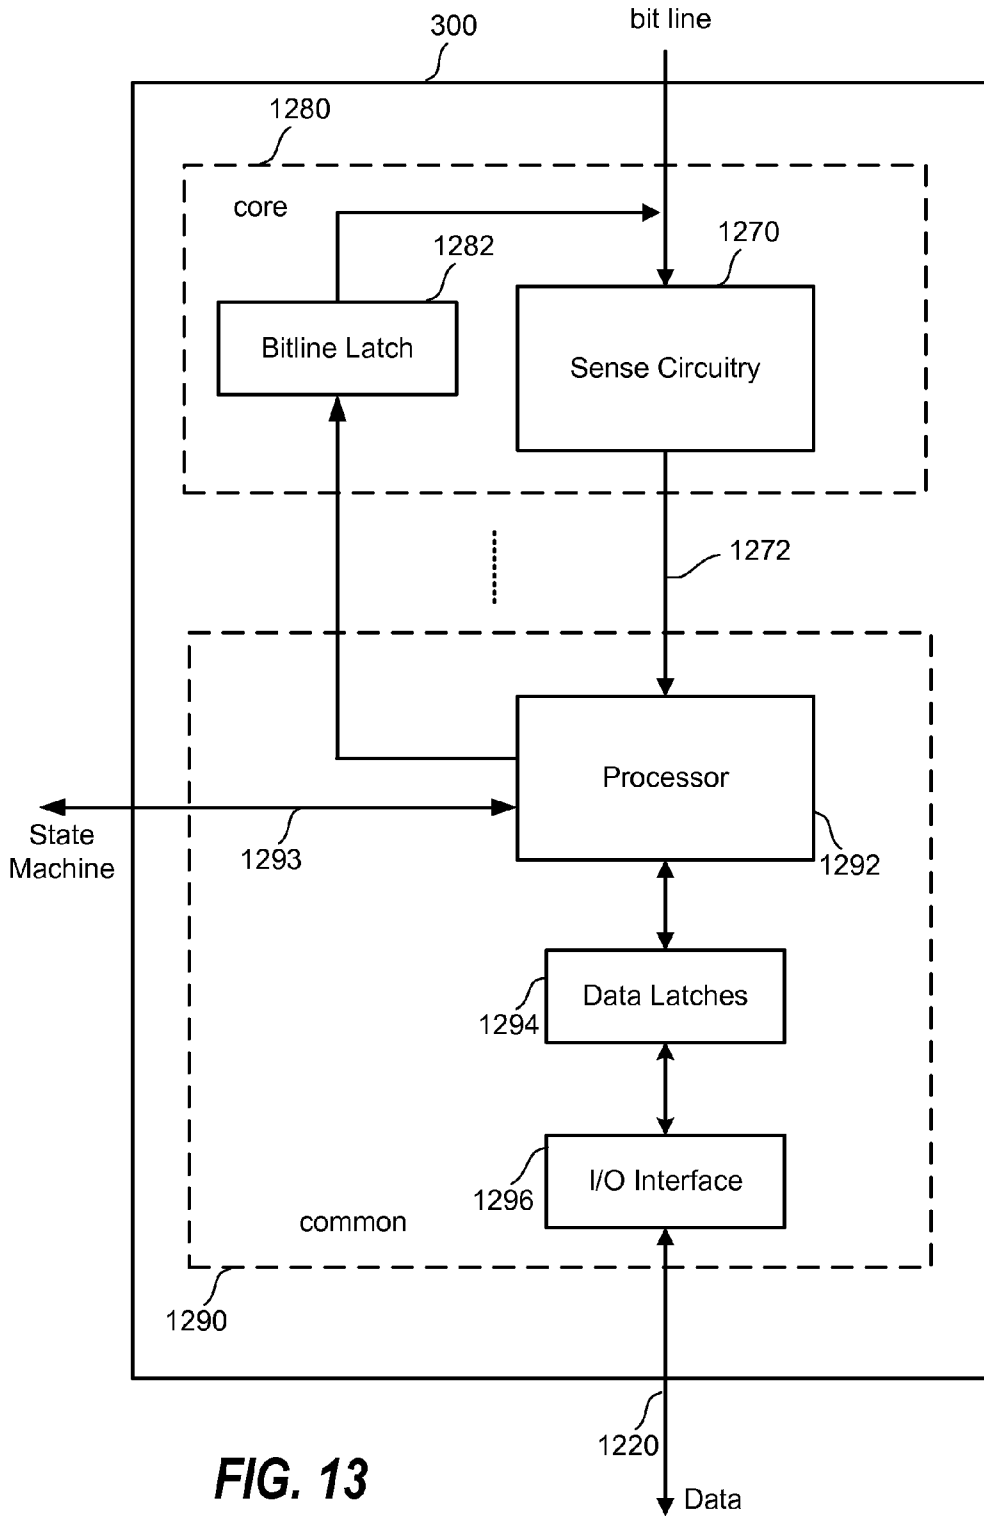 bit line
300
1280
core
1282
1270
Bitline Latch
Sense Circuitry
1272
Processor
State
Machine
1293
1292
Data Latches
1294
I/O Interface
1296
common
1290
1220
FIG. 13
Data